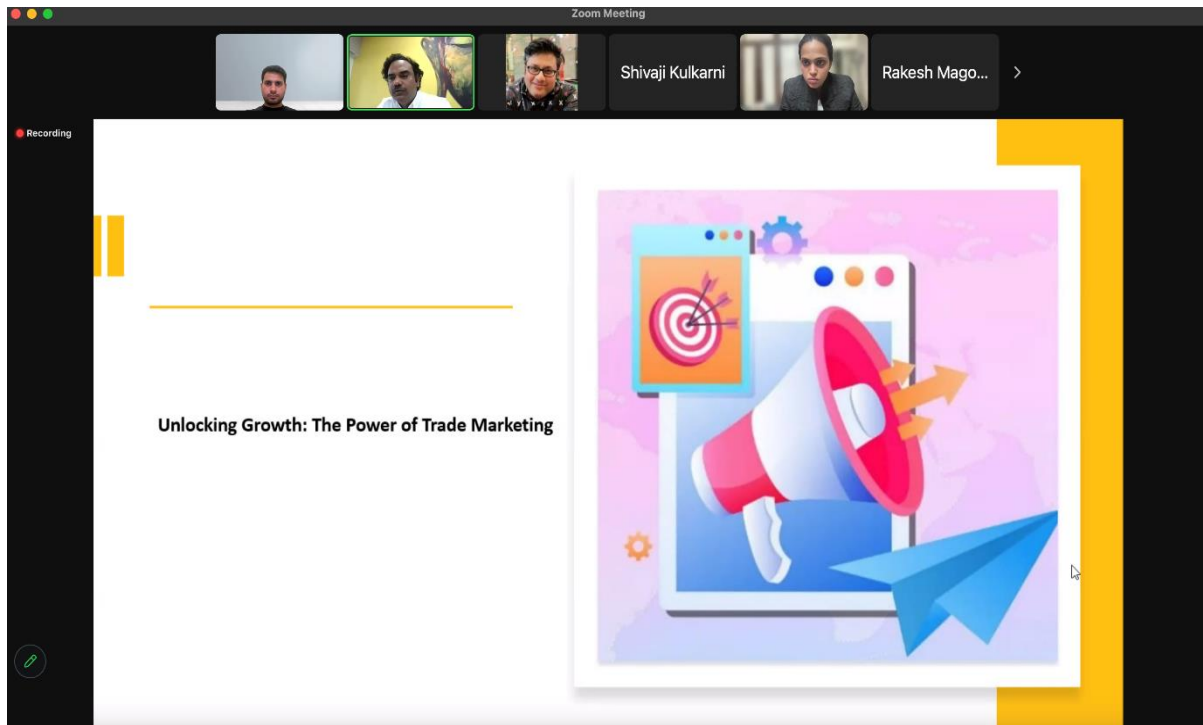 Zoom Meeting
Shivaji Kulkarni
Rakesh Mago...
Recording
Unlocking Growth: The Power of Trade Marketing